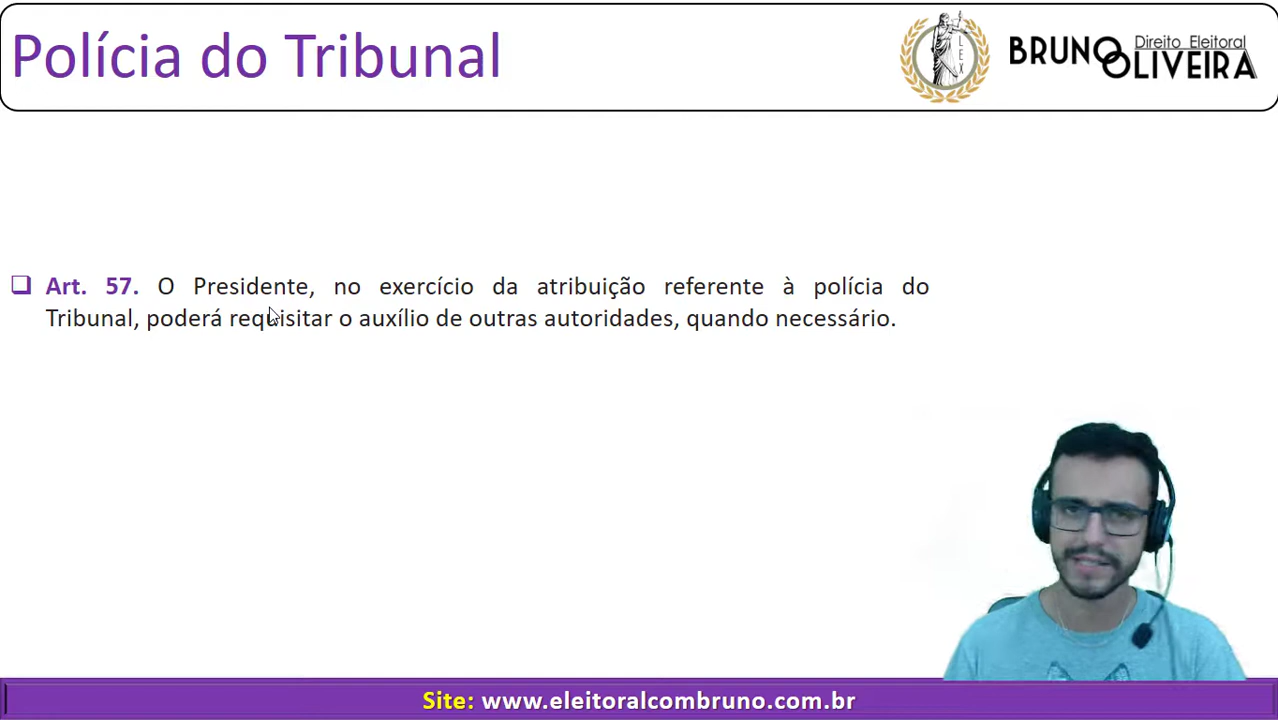 Polícia do Tribunal
LEX
BRUNO
Direito Eleitoral
OLIVEIRA
❑ Art. 57. O Presidente, no exercício da atribuição referente à polícia do
Tribunal, poderá requisitar o auxílio de outras autoridades, quando necessário.
Site: www.eleitoralcombruno.com.br